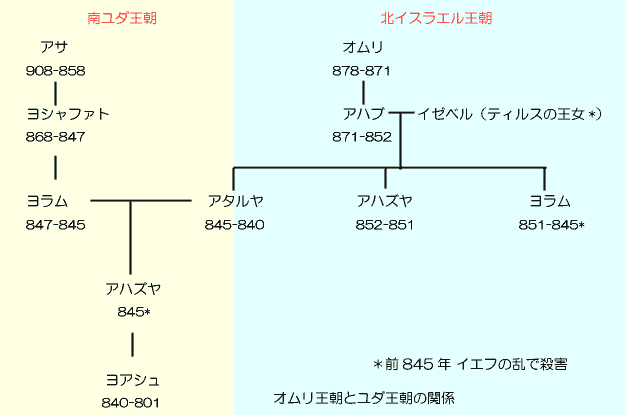 南ユダ王朝
北イスラエル王朝
アサ
908-858
オムリ
878-871
ヨシャファト
868-847
アハブ
871-852
イゼベル（ティルスの王女*）
ヨラム
847-845
アタルヤ
845-840
アハズヤ
852-851
ヨラム
851-845*
アハズヤ
845*
ヨアシュ
840-801
＊前845年 イエフの乱で殺害
オムリ王朝とユダ王朝の関係